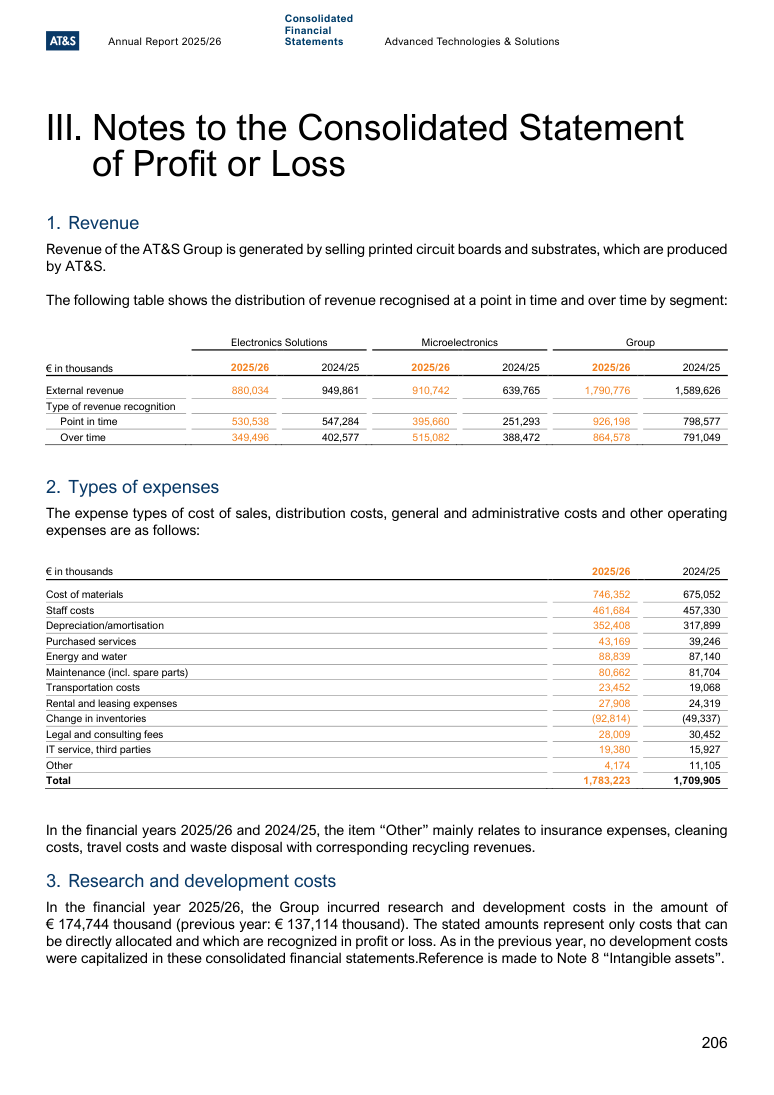 AT&S Annual Report 2025/26 Consolidated Financial Statements Advanced Technologies & Solutions
III. Notes to the Consolidated Statement
of Profit or Loss
1. Revenue
Revenue of the AT&S Group is generated by selling printed circuit boards and substrates, which are produced
by AT&S.
The following table shows the distribution of revenue recognised at a point in time and over time by segment:
Electronics Solutions Microelectronics Group
€ in thousands 2025/26 2024/25 2025/26 2024/25 2025/26 2024/25
External revenue 880,034 949,861 910,742 639,765 1,790,776 1,589,626
Type of revenue recognition
Point in time 530,538 547,284 395,660 251,293 926,198 798,577
Over time 349,496 402,577 515,082 388,472 864,578 791,049
2. Types of expenses
The expense types of cost of sales, distribution costs, general and administrative costs and other operating
expenses are as follows:
€ in thousands 2025/26 2024/25
Cost of materials 746,352 675,052
Staff costs 461,684 457,330
Depreciation/amortisation 352,408 317,899
Purchased services 43,169 39,246
Energy and water 88,839 87,140
Maintenance (incl. spare parts) 80,662 81,704
Transportation costs 23,452 19,068
Rental and leasing expenses 27,908 24,319
Change in inventories (92,814) (49,337)
Legal and consulting fees 28,009 30,452
IT service, third parties 19,380 15,927
Other 4,174 11,105
Total 1,783,223 1,709,905
In the financial years 2025/26 and 2024/25, the item “Other” mainly relates to insurance expenses, cleaning
costs, travel costs and waste disposal with corresponding recycling revenues.
3. Research and development costs
In the financial year 2025/26, the Group incurred research and development costs in the amount of
€ 174,744 thousand (previous year: € 137,114 thousand). The stated amounts represent only costs that can
be directly allocated and which are recognized in profit or loss. As in the previous year, no development costs
were capitalized in these consolidated financial statements.Reference is made to Note 8 “Intangible assets”.
206